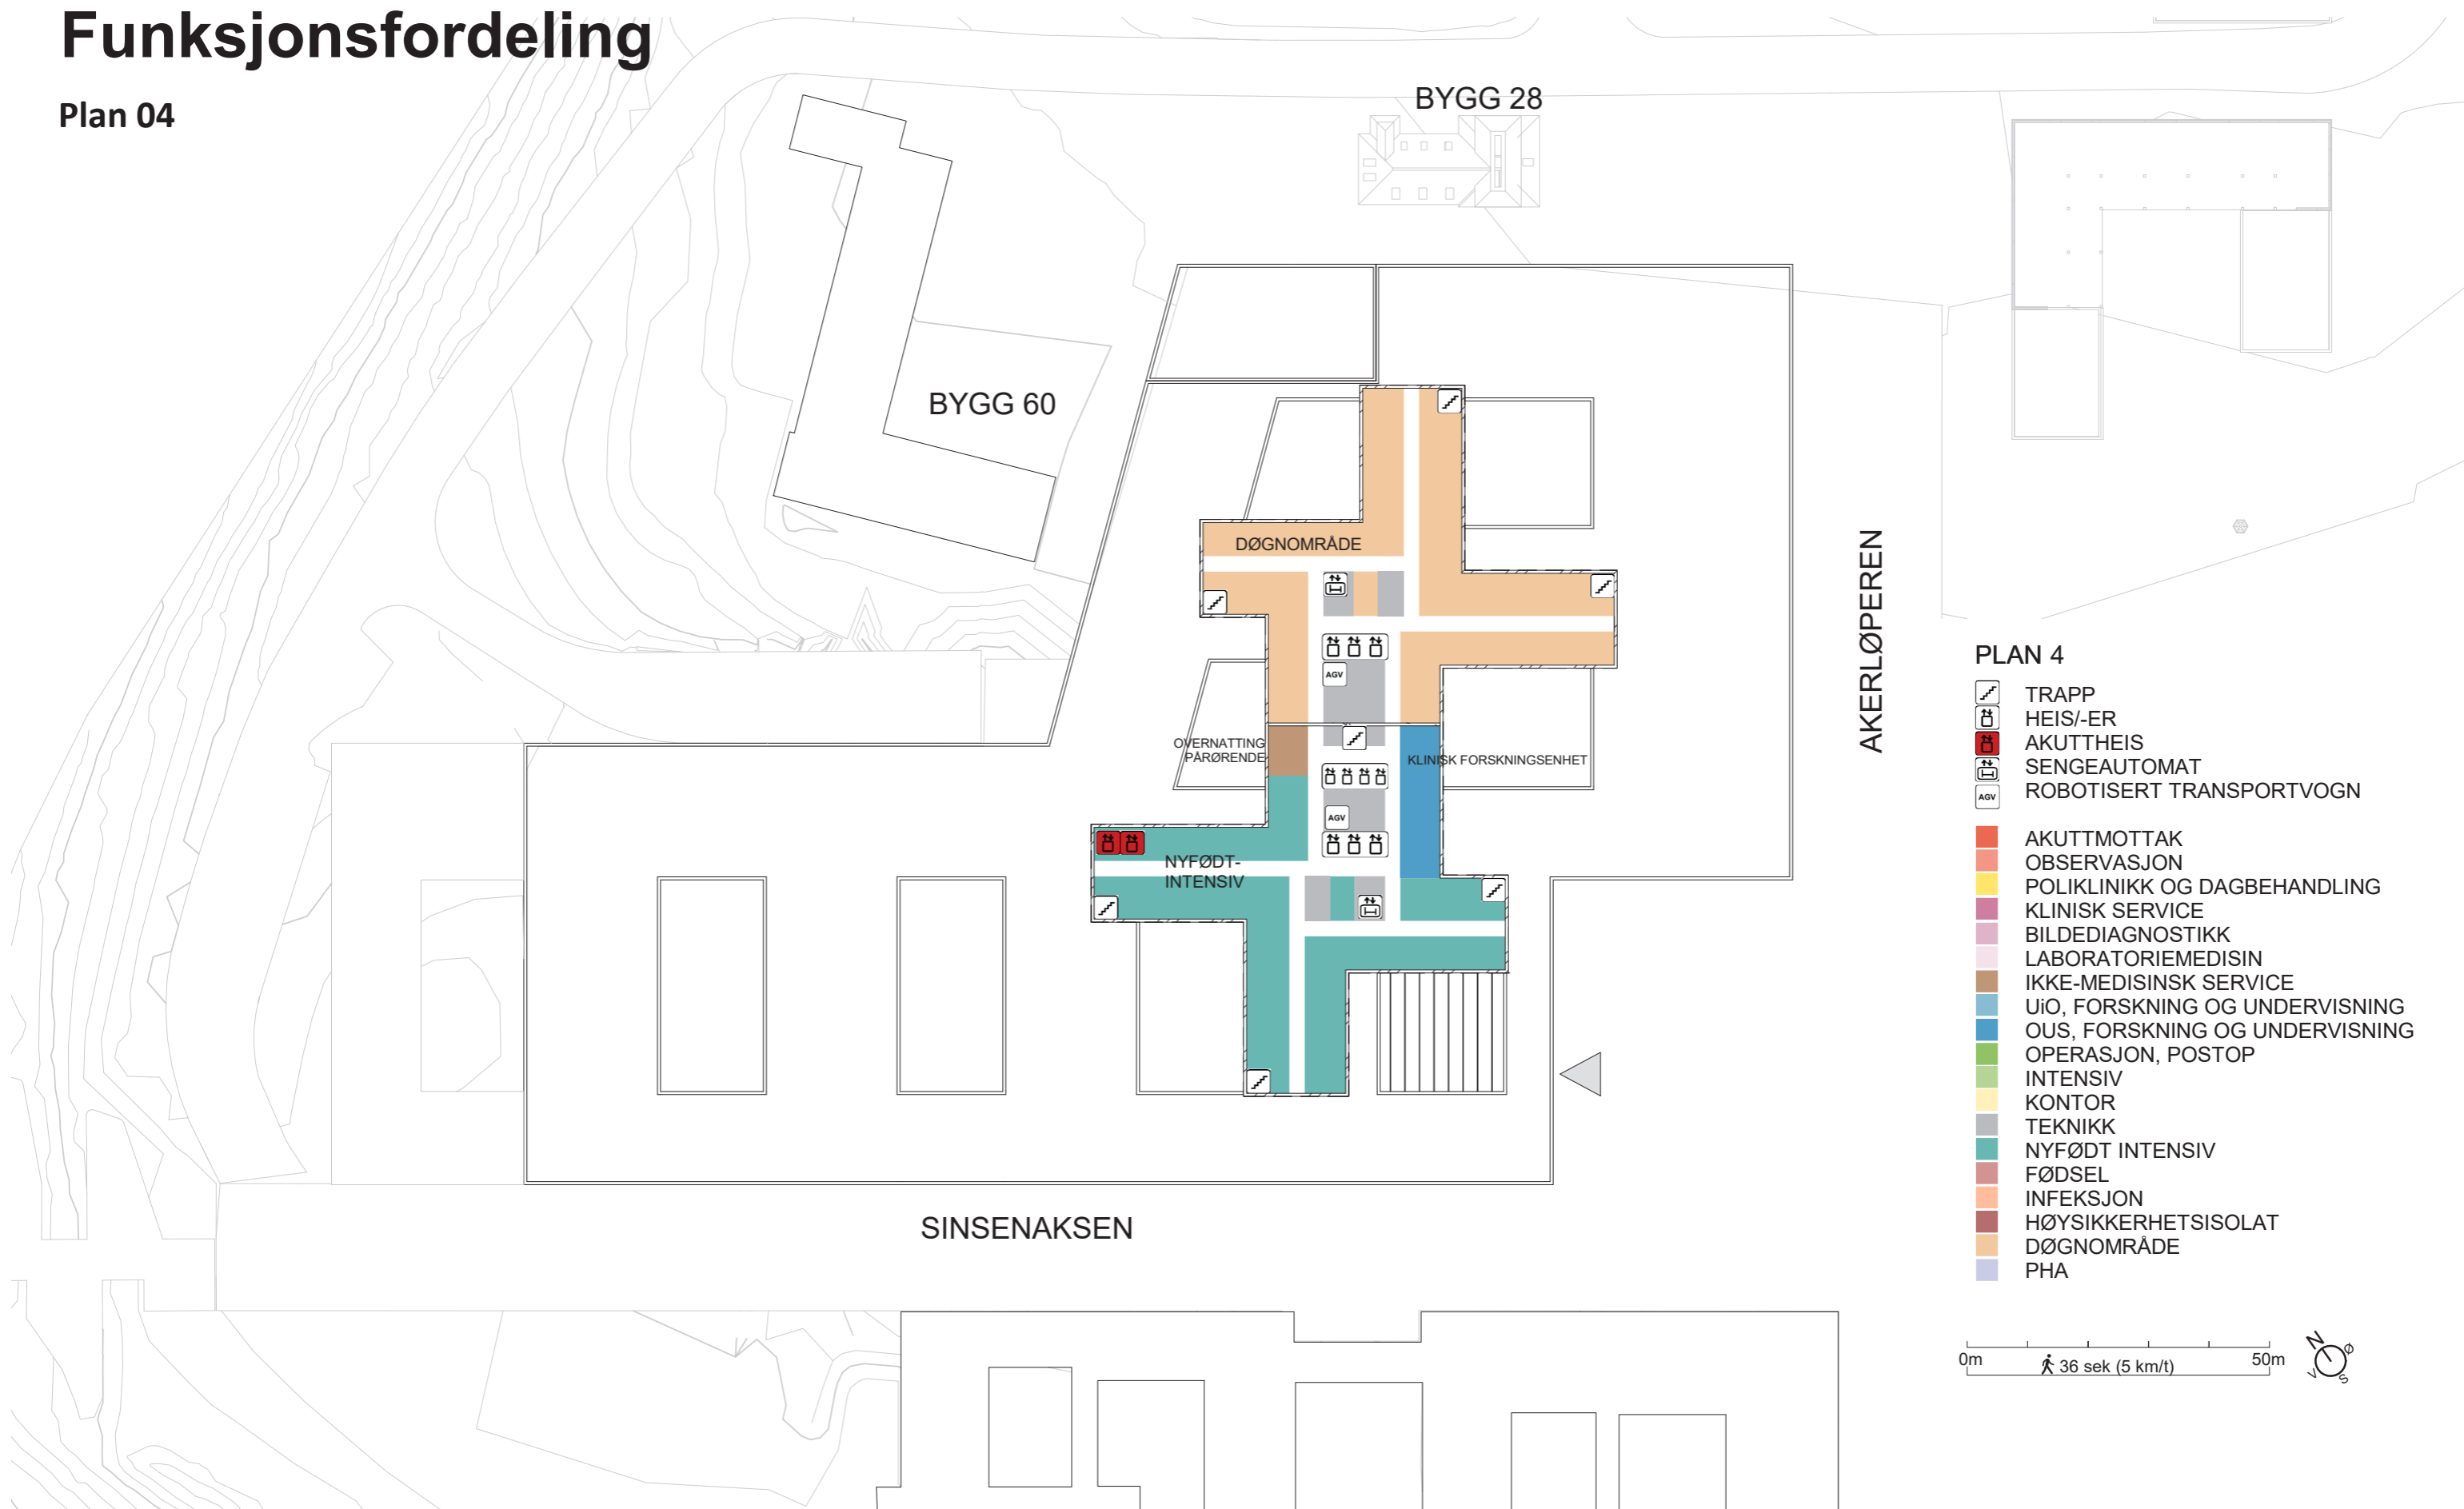 Funksjonsfordeling
Plan 04
BYGG 28
BYGG 60
DØGNOMRÅDE
AGV
OVERNATTING
PÅRØRENDE
KLINISK FORSKNINGSENHET
AGV
NYFØDT-
INTENSIV
AKERLØPEREN
SINSENAKSEN
PLAN 4
TRAPP
HEIS/-ER
AKUTTHEIS
SENGEAUTOMAT
AGV ROBOTISERT TRANSPORTVOGN
AKUTTMOTTAK
OBSERVASJON
POLIKLINIKK OG DAGBEHANDLING
KLINISK SERVICE
BILDEDIAGNOSTIKK
LABORATORIEMEDISIN
IKKE-MEDISINSK SERVICE
UiO, FORSKNING OG UNDERVISNING
OUS, FORSKNING OG UNDERVISNING
OPERASJON, POSTOP
INTENSIV
KONTOR
TEKNIKK
NYFØDT INTENSIV
FØDSEL
INFEKSJON
HØYSIKKERHETSISOLAT
DØGNOMRÅDE
PHA
0m 36 sek (5 km/t) 50m
N Ø V S